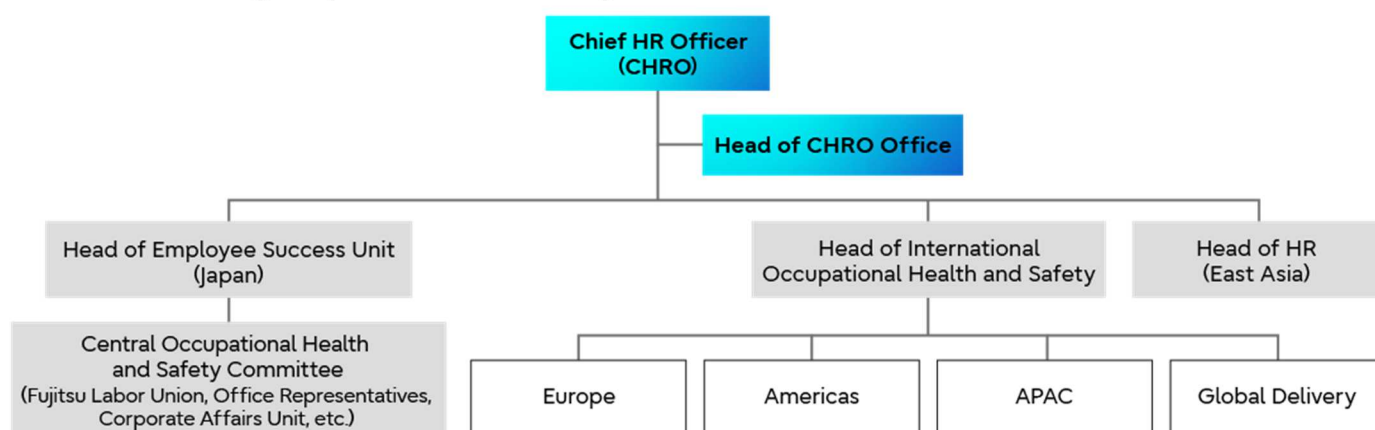 Chief HR Officer
(CHRO)
Head of CHRO Office
Head of Employee Success Unit
(Japan)
Head of International
Occupational Health and Safety
Head of HR
(East Asia)
Central Occupational Health
and Safety Committee
(Fujitsu Labor Union, Office Representatives,
Corporate Affairs Unit, etc.)
Europe
Americas
APAC
Global Delivery